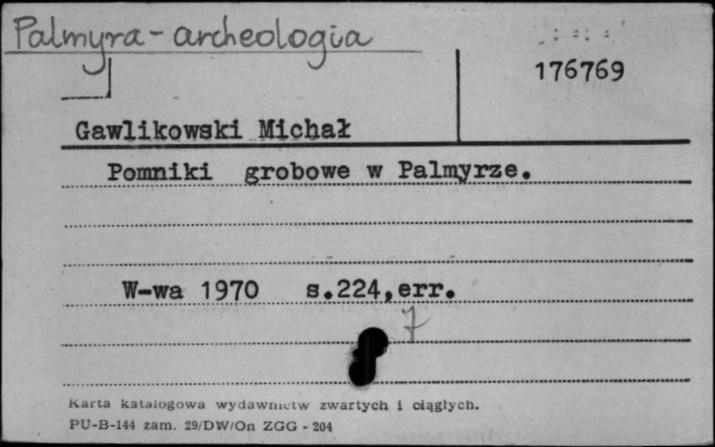 Palmyra - archeologia
176769
Gawlikowski Michał
Pomniki grobowe w Palmyrze.
W-wa 1970 s.224,err.
7
Karta katalogowa wydawnictw zwartych i ciągłych.
PU-B-144 zam. 29/DW/On ZGG - 204